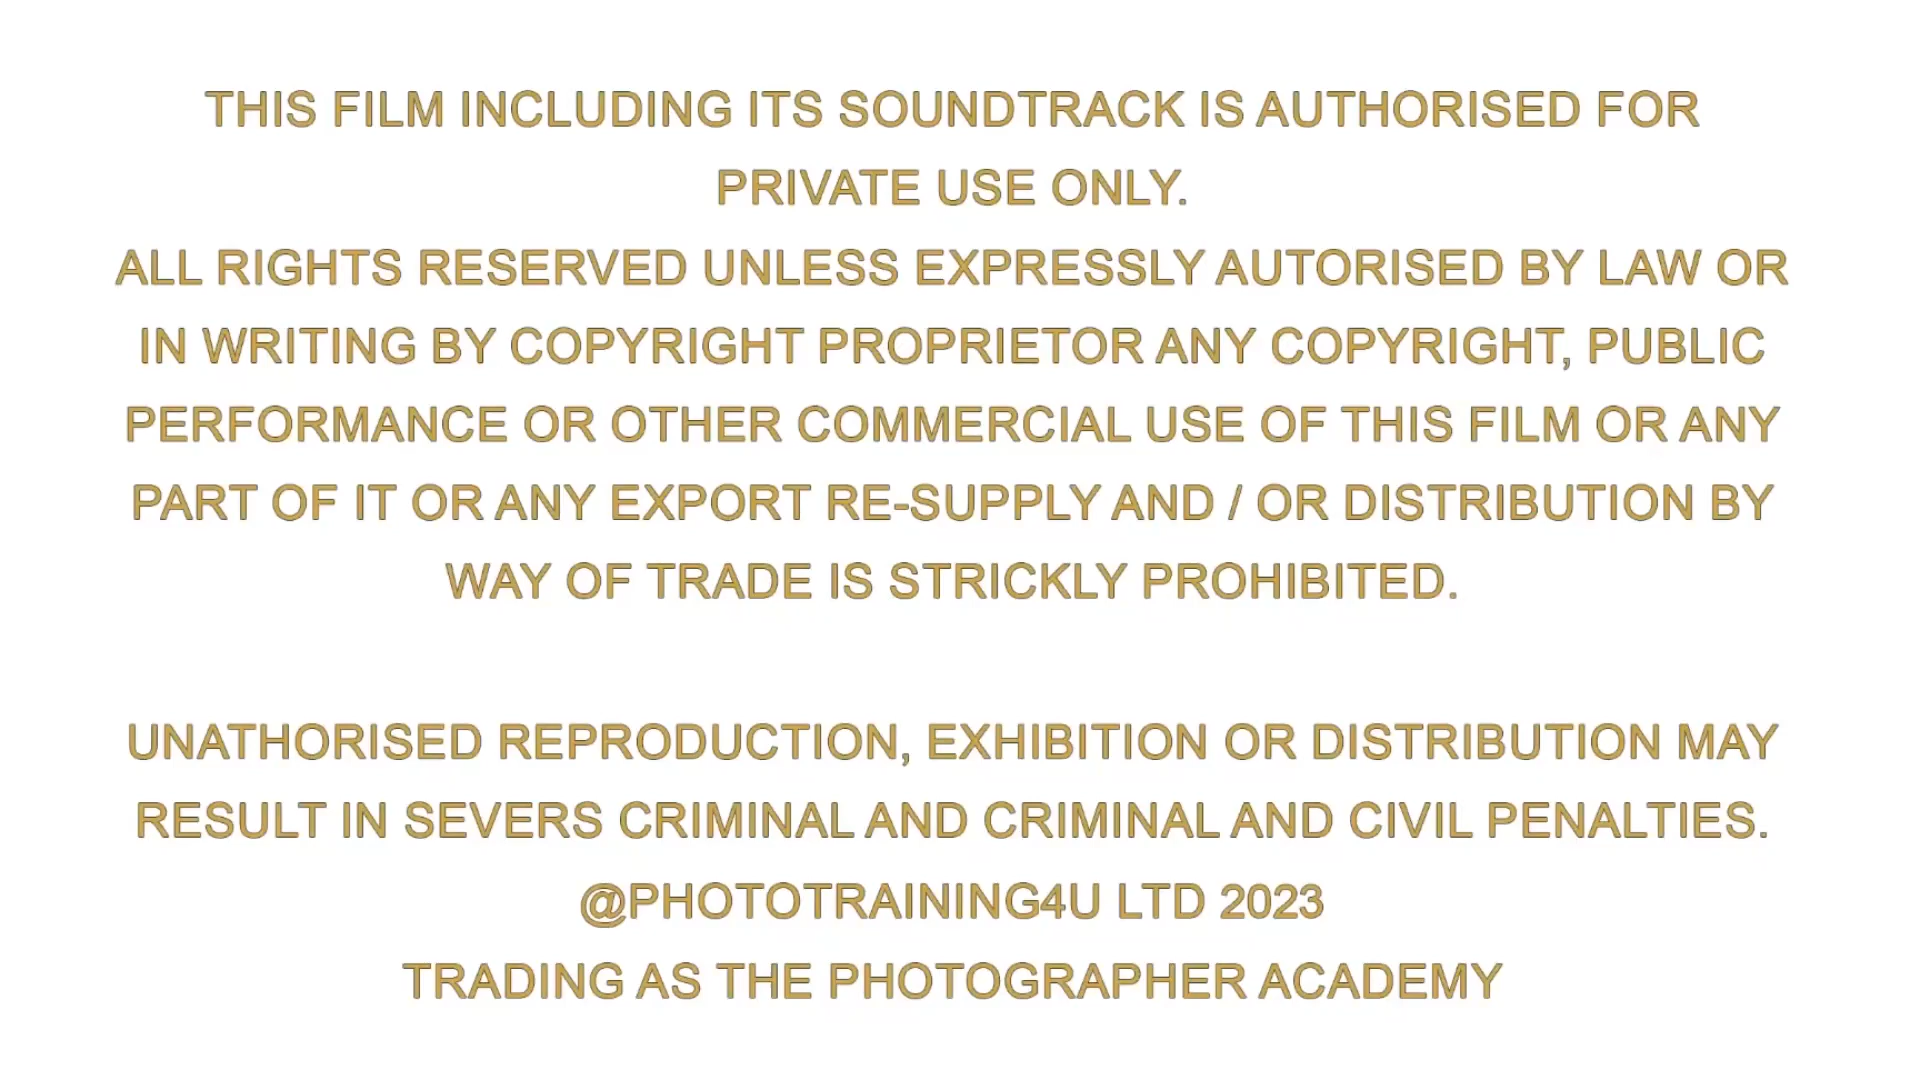 THIS FILM INCLUDING ITS SOUNDTRACK IS AUTHORISED FOR
PRIVATE USE ONLY.
ALL RIGHTS RESERVED UNLESS EXPRESSLY AUTORISED BY LAW OR
IN WRITING BY COPYRIGHT PROPRIETOR ANY COPYRIGHT, PUBLIC
PERFORMANCE OR OTHER COMMERCIAL USE OF THIS FILM OR ANY
PART OF IT OR ANY EXPORT RE-SUPPLY AND / OR DISTRIBUTION BY
WAY OF TRADE IS STRICKLY PROHIBITED.
UNATHORISED REPRODUCTION, EXHIBITION OR DISTRIBUTION MAY
RESULT IN SEVERS CRIMINAL AND CRIMINAL AND CIVIL PENALTIES.
@PHOTOTRAINING4U LTD 2023
TRADING AS THE PHOTOGRAPHER ACADEMY